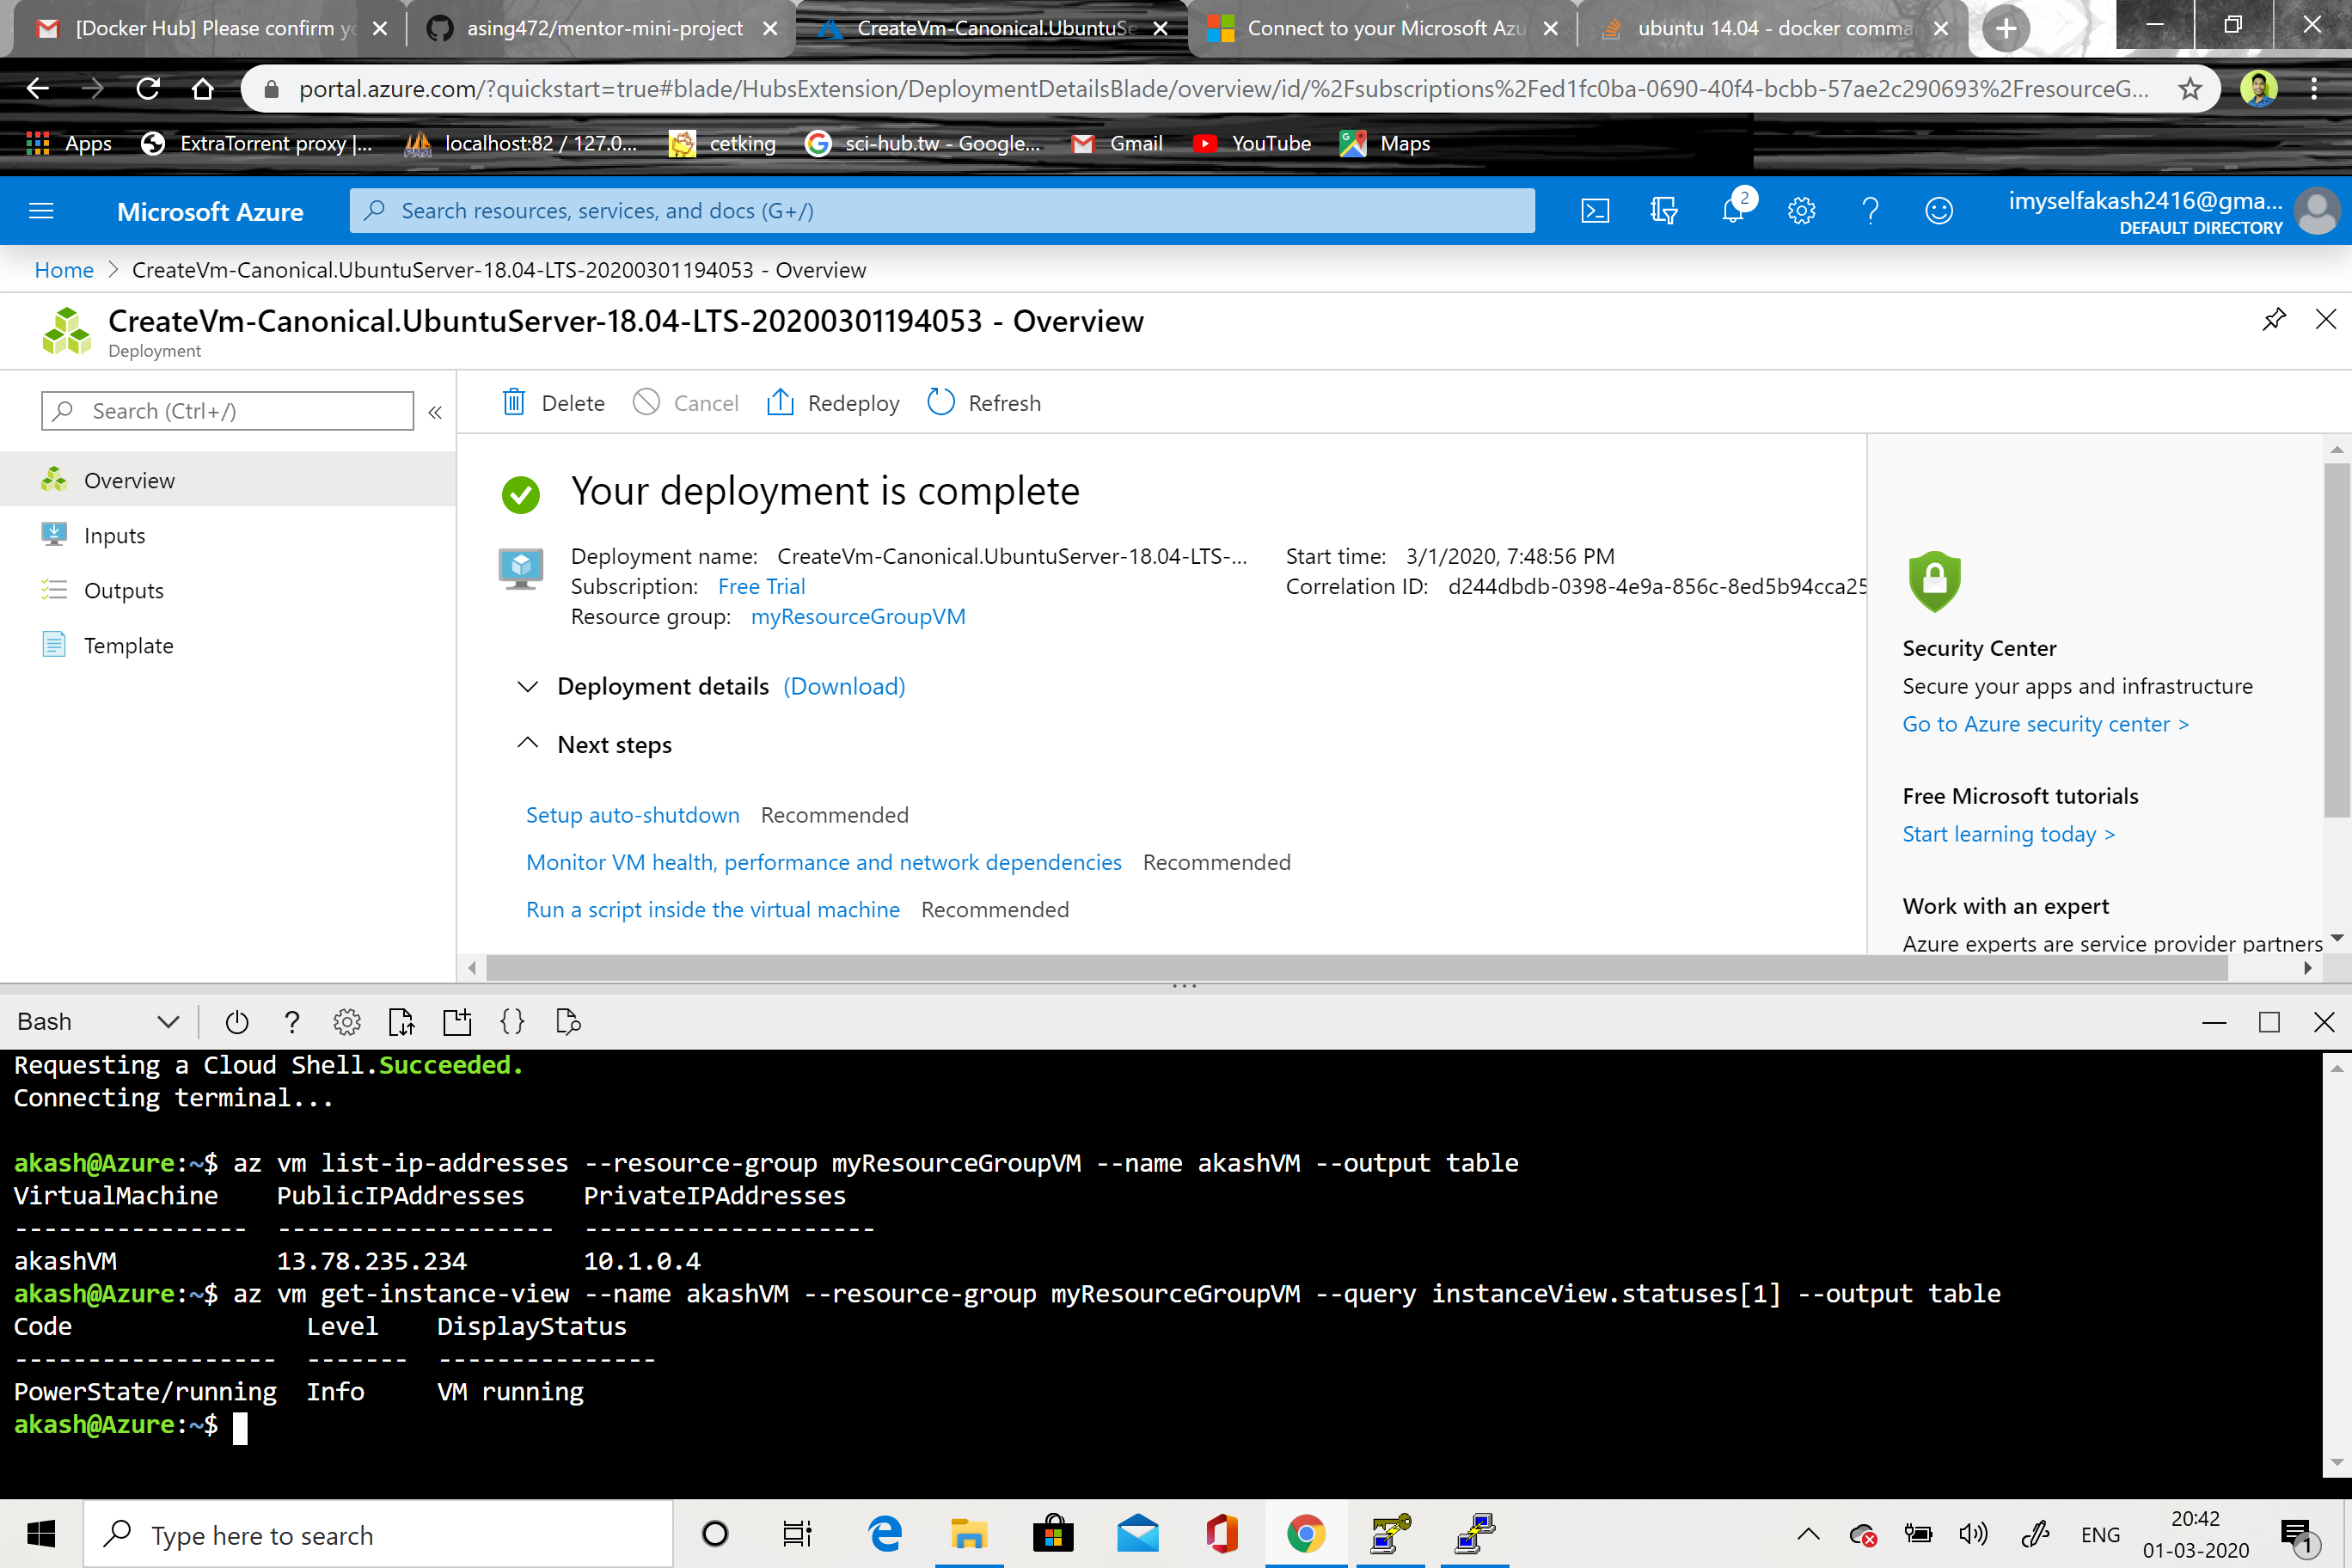 [Docker Hub] Please confirm yo
asing472/mentor-mini-project
CreateVm-Canonical.UbuntuSe
Connect to your Microsoft Azu
ubuntu 14.04 - docker comma
portal.azure.com/?quickstart=true#blade/HubsExtension/DeploymentDetailsBlade/overview/id/%2Fsubscriptions%2Fed1fc0ba-0690-40f4-bcbb-57ae2c290693%2FresourceG...
Apps
ExtraTorrent proxy |...
localhost:82 / 127.0...
cetking
sci-hub.tw - Google...
Gmail
YouTube
Maps
Microsoft Azure
Search resources, services, and docs (G+/)
2
imyselfakash2416@gma...
DEFAULT DIRECTORY
Home > CreateVm-Canonical.UbuntuServer-18.04-LTS-20200301194053 - Overview
CreateVm-Canonical.UbuntuServer-18.04-LTS-20200301194053 - Overview
Deployment
Search (Ctrl+/)
«
Overview
Inputs
Outputs
Template
Delete
Cancel
Redeploy
Refresh
Your deployment is complete
Deployment name: CreateVm-Canonical.UbuntuServer-18.04-LTS-...
Subscription: Free Trial
Resource group: myResourceGroupVM
Start time: 3/1/2020, 7:48:56 PM
Correlation ID: d244dbdb-0398-4e9a-856c-8ed5b94cca25
Deployment details (Download)
Next steps
Setup auto-shutdown Recommended
Monitor VM health, performance and network dependencies Recommended
Run a script inside the virtual machine Recommended
Security Center
Secure your apps and infrastructure
Go to Azure security center >
Free Microsoft tutorials
Start learning today >
Work with an expert
Azure experts are service provider partners
Bash
Requesting a Cloud Shell.Succeeded.
Connecting terminal...
akash@Azure:~$ az vm list-ip-addresses --resource-group myResourceGroupVM --name akashVM --output table
VirtualMachine    PublicIPAddresses    PrivateIPAddresses
----------------  -------------------  --------------------
akashVM           13.78.235.234        10.1.0.4
akash@Azure:~$ az vm get-instance-view --name akashVM --resource-group myResourceGroupVM --query instanceView.statuses[1] --output table
Code                Level    DisplayStatus
------------------  -------  ---------------
PowerState/running  Info     VM running
akash@Azure:~$
Type here to search
ENG
20:42
01-03-2020
1